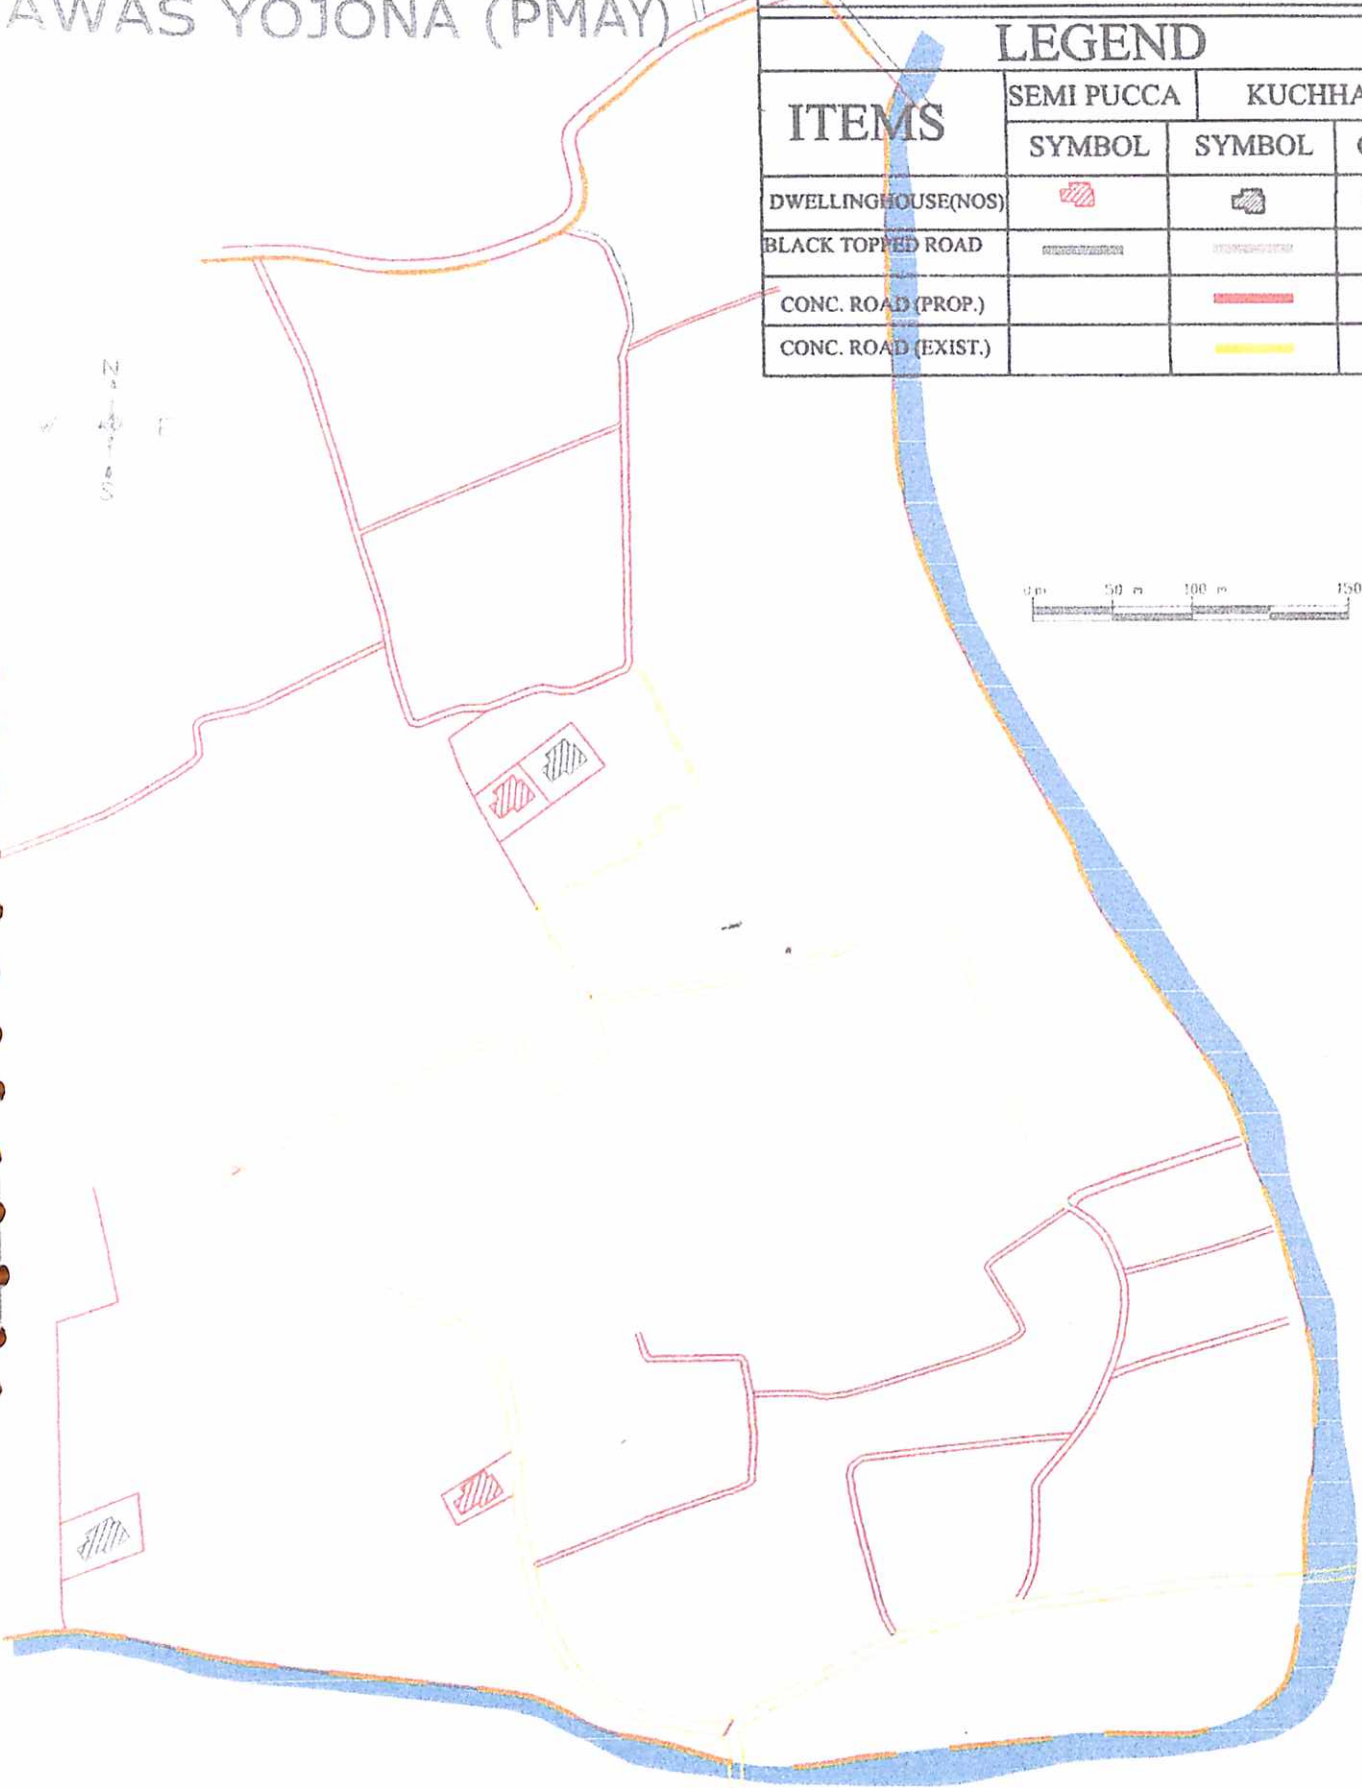 AWAS YOJONA (PMAY)
LEGEND
ITEMS
SEMI PUCCA
KUCHHA
SYMBOL
SYMBOL
DWELLINGHOUSE(NOS)
BLACK TOPPED ROAD
CONC. ROAD (PROP.)
CONC. ROAD (EXIST.)
N
S
50 m
100 m
150